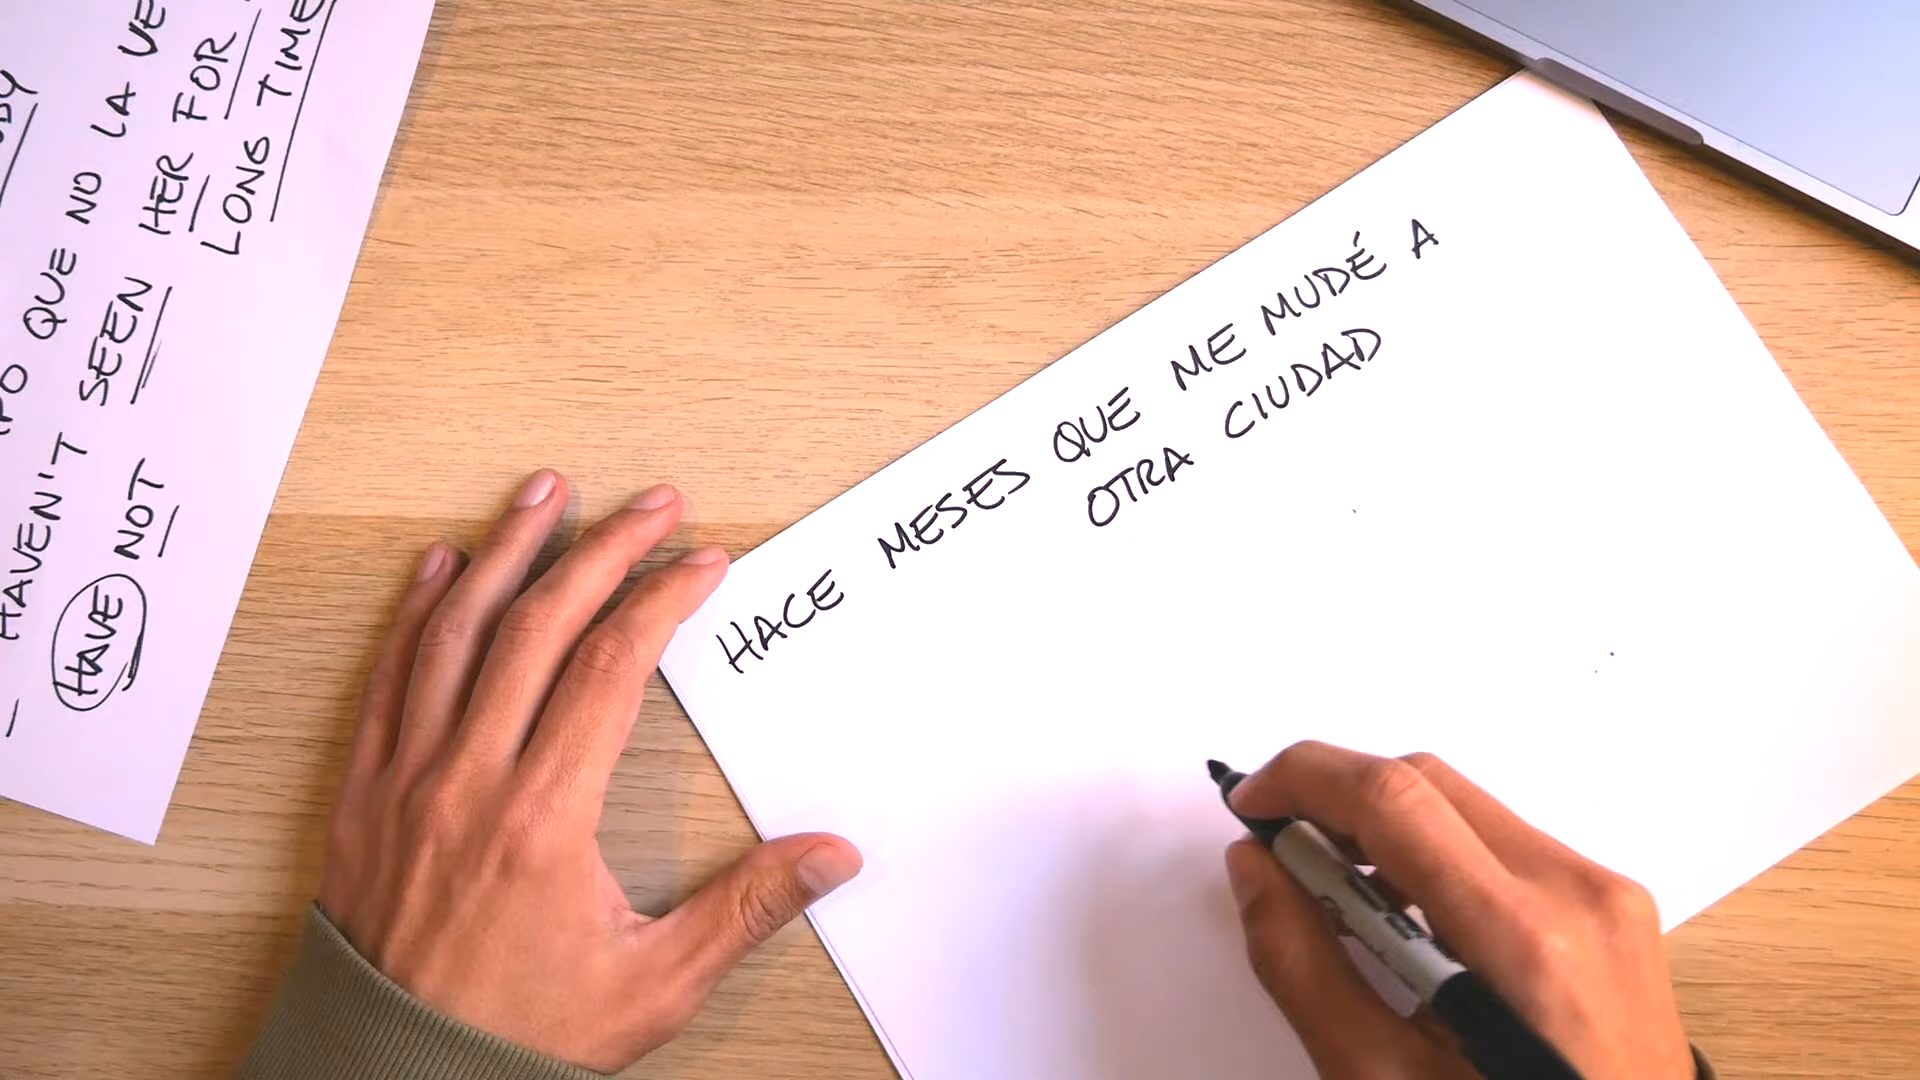 QUE NO LA VE
HAVEN'T SEEN HER FOR
HAVE NOT LONG TIME
HACE MESES QUE ME MUDÉ A
OTRA CIUDAD